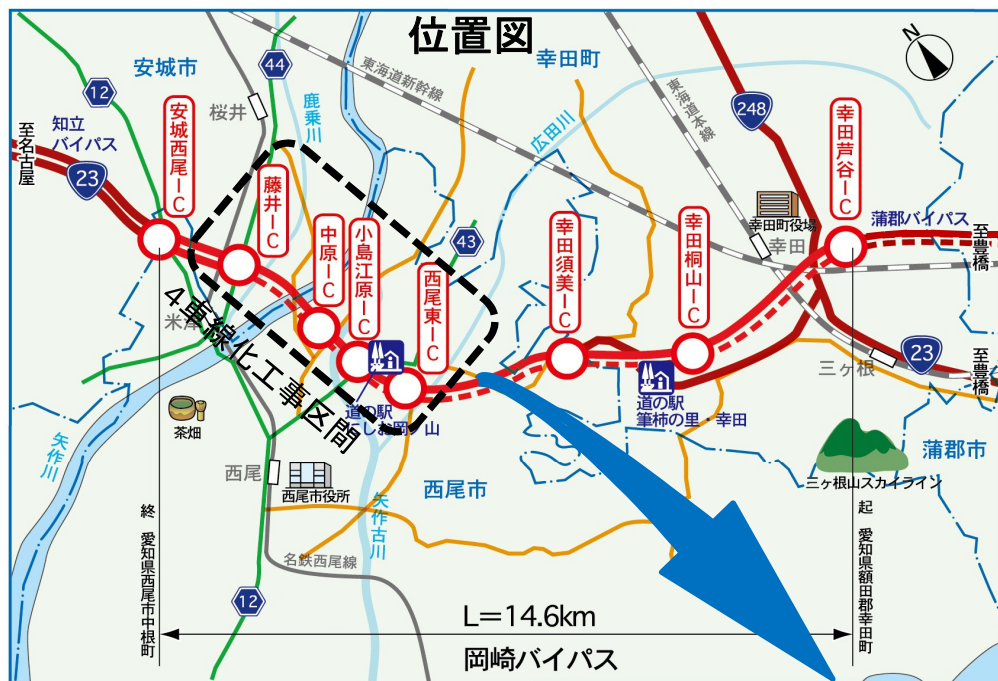 位置図
安城市
幸田町
東海道新幹線
東海道本線
N
12
44
248
桜井
鹿乗川
広田川
至名古屋
知立
バイパス
23
安城西尾IC
藤井IC
中原IC
小島江原IC
西尾東IC
43
幸田須美IC
幸田桐山IC
幸田芦谷IC
幸田町役場
幸田
蒲郡バイパス
至豊橋
米津
4車線化工事区間
道の駅
にしお岡ノ山
道の駅
筆柿の里・幸田
三ヶ根
23
至豊橋
茶畑
矢作川
西尾
西尾市役所
西尾市
矢作古川
三ヶ根山スカイライン
蒲郡市
名鉄西尾線
12
終 愛知県西尾市中根町
起 愛知県額田郡幸田町
L=14.6km
岡崎バイパス